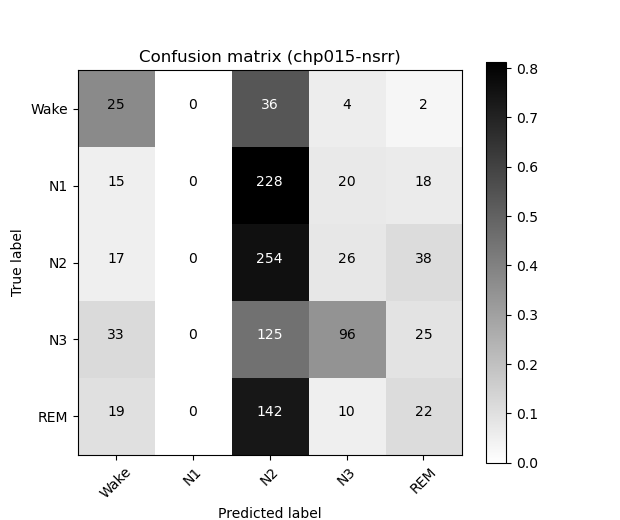 Confusion matrix (chp015-nsrr)
True label
Wake 25 0 36 4 2
N1 15 0 228 20 18
N2 17 0 254 26 38
N3 33 0 125 96 25
REM 19 0 142 10 22
Wake N1 N2 N3 REM
Predicted label
0.8
0.7
0.6
0.5
0.4
0.3
0.2
0.1
0.0